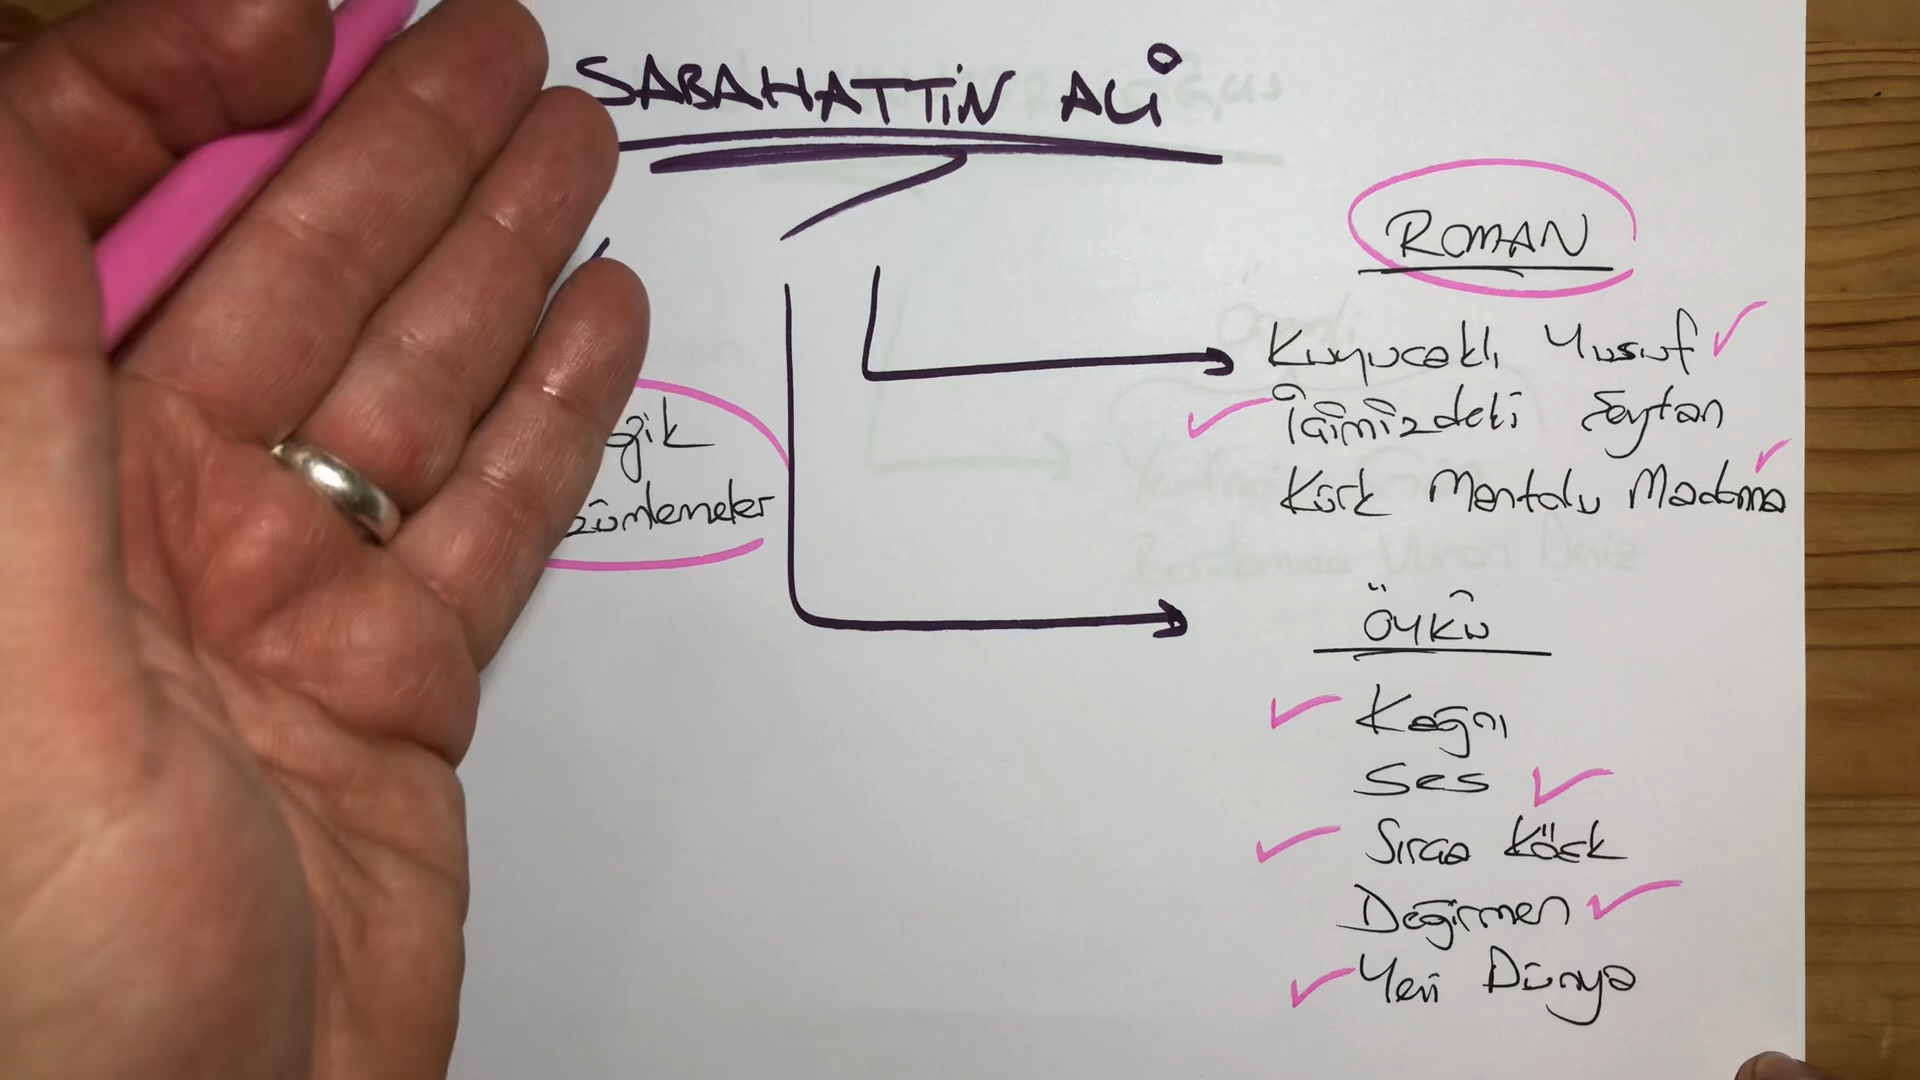 SABAHATTİN ALİ
ROMAN
Kuyucaklı Yusuf
İçimizdeki Şeytan
Kürk Mantolu Madonna
ÖYKÜ
Kağnı
Ses
Sırça Köşk
Değirmen
Yeni Dünya